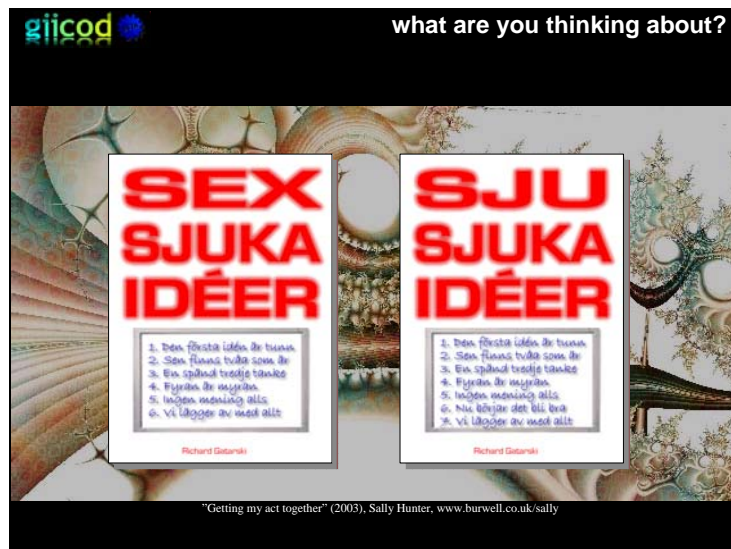 giicod
what are you thinking about?
SEX
SJUKA
IDÉER
1. Den första idén är tunn
2. Sen finns tvåa som är
3. En spänd tredje tanke
4. Fyran är myran
5. Ingen mening alls
6. Vi lägger av med allt
Richard Gatarski
SJU
SJUKA
IDÉER
1. Den första idén är tunn
2. Sen finns tvåa som är
3. En spänd tredje tanke
4. Fyran är myran
5. Ingen mening alls
6. Nu börjar det bli bra
7. Vi lägger av med allt
Richard Gatarski
"Getting my act together" (2003), Sally Hunter, www.burwell.co.uk/sally